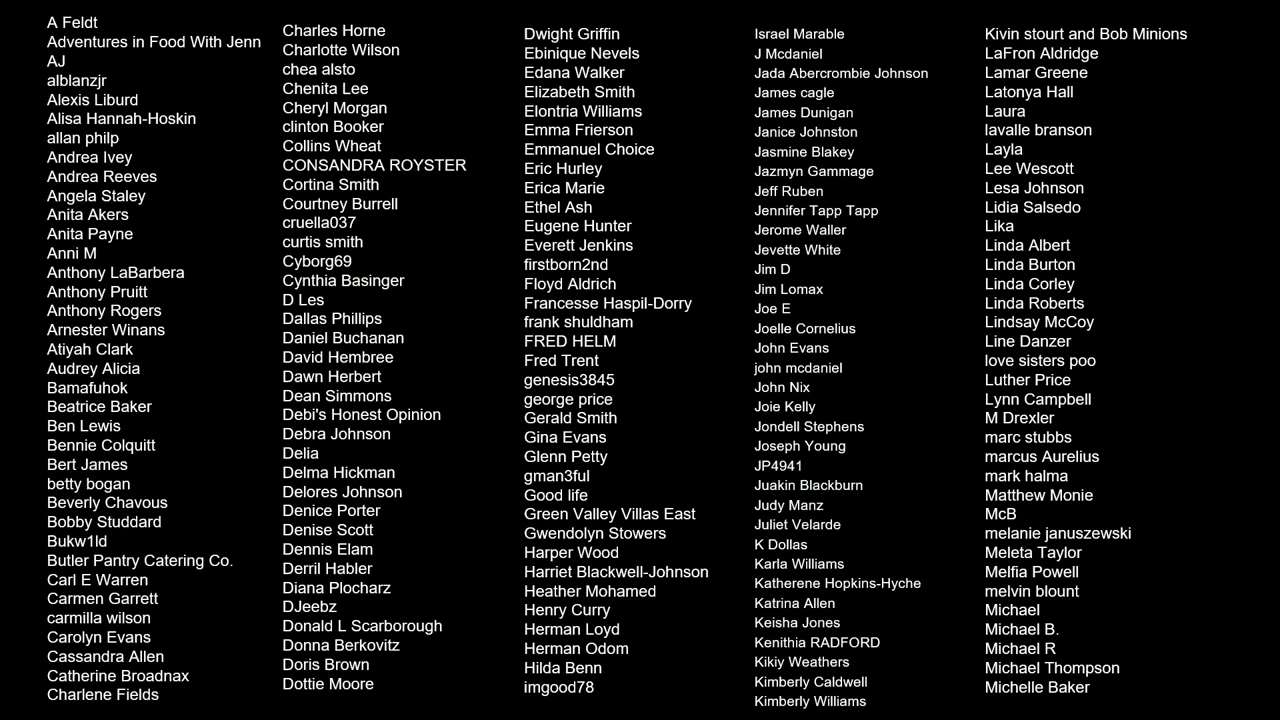 A Feldt
Adventures in Food With Jenn
AJ
alblanzjr
Alexis Liburd
Alisa Hannah-Hoskin
allan philp
Andrea Ivey
Andrea Reeves
Angela Staley
Anita Akers
Anita Payne
Anni M
Anthony LaBarbera
Anthony Pruitt
Anthony Rogers
Arnester Winans
Atiyah Clark
Audrey Alicia
Bamafuhok
Beatrice Baker
Ben Lewis
Bennie Colquitt
Bert James
betty bogan
Beverly Chavous
Bobby Studdard
Bukw1ld
Butler Pantry Catering Co.
Carl E Warren
Carmen Garrett
carmilla wilson
Carolyn Evans
Cassandra Allen
Catherine Broadnax
Charlene Fields
Charles Horne
Charlotte Wilson
chea alsto
Chenita Lee
Cheryl Morgan
clinton Booker
Collins Wheat
CONSANDRA ROYSTER
Cortina Smith
Courtney Burrell
cruella037
curtis smith
Cyborg69
Cynthia Basinger
D Les
Dallas Phillips
Daniel Buchanan
David Hembree
Dawn Herbert
Dean Simmons
Debi's Honest Opinion
Debra Johnson
Delia
Delma Hickman
Delores Johnson
Denice Porter
Denise Scott
Dennis Elam
Derril Habler
Diana Plocharz
DJeebz
Donald L Scarborough
Donna Berkovitz
Doris Brown
Dottie Moore
Dwight Griffin
Ebinique Nevels
Edana Walker
Elizabeth Smith
Elontria Williams
Emma Frierson
Emmanuel Choice
Eric Hurley
Erica Marie
Ethel Ash
Eugene Hunter
Everett Jenkins
firstborn2nd
Floyd Aldrich
Francesse Haspil-Dorry
frank shuldham
FRED HELM
Fred Trent
genesis3845
george price
Gerald Smith
Gina Evans
Glenn Petty
gman3ful
Good life
Green Valley Villas East
Gwendolyn Stowers
Harper Wood
Harriet Blackwell-Johnson
Heather Mohamed
Henry Curry
Herman Loyd
Herman Odom
Hilda Benn
imgood78
Israel Marable
J Mcdaniel
Jada Abercrombie Johnson
James cagle
James Dunigan
Janice Johnston
Jasmine Blakey
Jazmyn Gammage
Jeff Ruben
Jennifer Tapp Tapp
Jerome Waller
Jevette White
Jim D
Jim Lomax
Joe E
Joelle Cornelius
John Evans
john mcdaniel
John Nix
Joie Kelly
Jondell Stephens
Joseph Young
JP4941
Juakin Blackburn
Judy Manz
Juliet Velarde
K Dollas
Karla Williams
Katherene Hopkins-Hyche
Katrina Allen
Keisha Jones
Kenithia RADFORD
Kikiy Weathers
Kimberly Caldwell
Kimberly Williams
Kivin stourt and Bob Minions
LaFron Aldridge
Lamar Greene
Latonya Hall
Laura
lavalle branson
Layla
Lee Wescott
Lesa Johnson
Lidia Salsedo
Lika
Linda Albert
Linda Burton
Linda Corley
Linda Roberts
Lindsay McCoy
Line Danzer
love sisters poo
Luther Price
Lynn Campbell
M Drexler
marc stubbs
marcus Aurelius
mark halma
Matthew Monie
McB
melanie januszewski
Meleta Taylor
Melfia Powell
melvin blount
Michael
Michael B.
Michael R
Michael Thompson
Michelle Baker